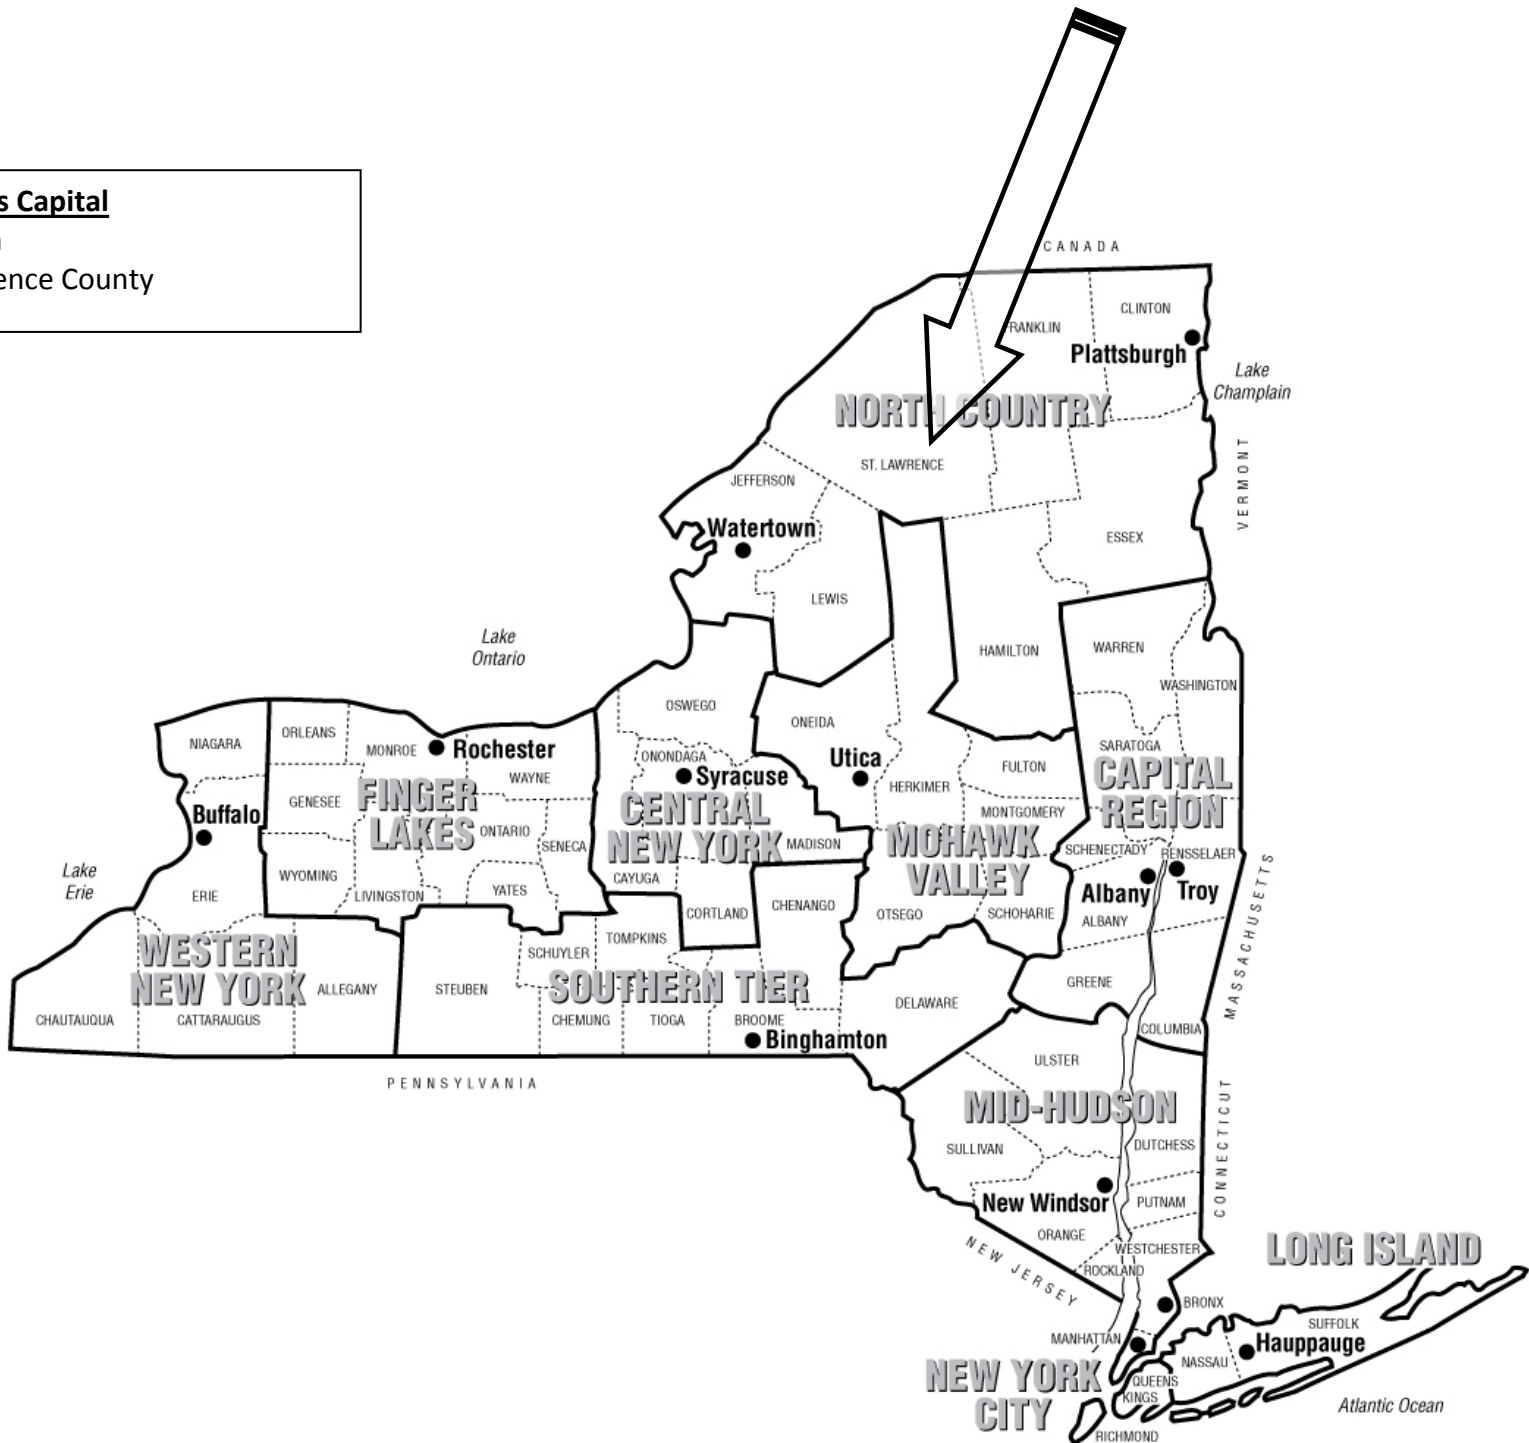 s Capital
ence County
CANADA
CLINTON
FRANKLIN
Plattsburgh
Lake
Champlain
NORTH COUNTRY
ST. LAWRENCE
VERMONT
JEFFERSON
Watertown
ESSEX
LEWIS
Lake
Ontario
HAMILTON
WARREN
WASHINGTON
OSWEGO
ONEIDA
NIAGARA
ORLEANS
MONROE
Rochester
ONONDAGA
Syracuse
Utica
SARATOGA
WAYNE
FULTON
HERKIMER
CAPITAL
REGION
GENESEE
FINGER
LAKES
CENTRAL
NEW YORK
MONTGOMERY
Buffalo
ONTARIO
SENECA
MADISON
MOHAWK
VALLEY
SCHENECTADY
RENSSELAER
Lake
Erie
WYOMING
CAYUGA
Albany
Troy
ERIE
LIVINGSTON
YATES
CORTLAND
CHENANGO
OTSEGO
SCHOHARIE
ALBANY
MASSACHUSETTS
WESTERN
NEW YORK
SCHUYLER
TOMPKINS
ALLEGANY
STEUBEN
SOUTHERN TIER
DELAWARE
GREENE
CHAUTAUQUA
CATTARAUGUS
CHEMUNG
TIOGA
BROOME
Binghamton
COLUMBIA
ULSTER
PENNSYLVANIA
MID-HUDSON
CONNECTICUT
SULLIVAN
DUTCHESS
New Windsor
PUTNAM
ORANGE
NEW JERSEY
WESTCHESTER
ROCKLAND
LONG ISLAND
BRONX
SUFFOLK
MANHATTAN
Hauppauge
NASSAU
NEW YORK
CITY
QUEENS
KINGS
Atlantic Ocean
RICHMOND